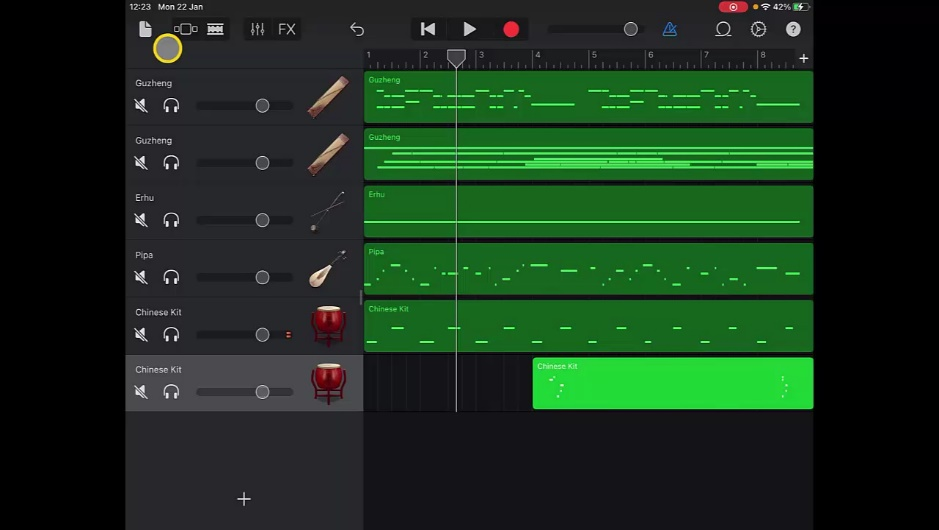 12:23 Mon 22 Jan 42%
FX
1 2 3 4 5 6 7 8
Guzheng
Guzheng
Guzheng
Guzheng
Erhu
Erhu
Pipa
Pipa
Chinese Kit
Chinese Kit
Chinese Kit
Chinese Kit